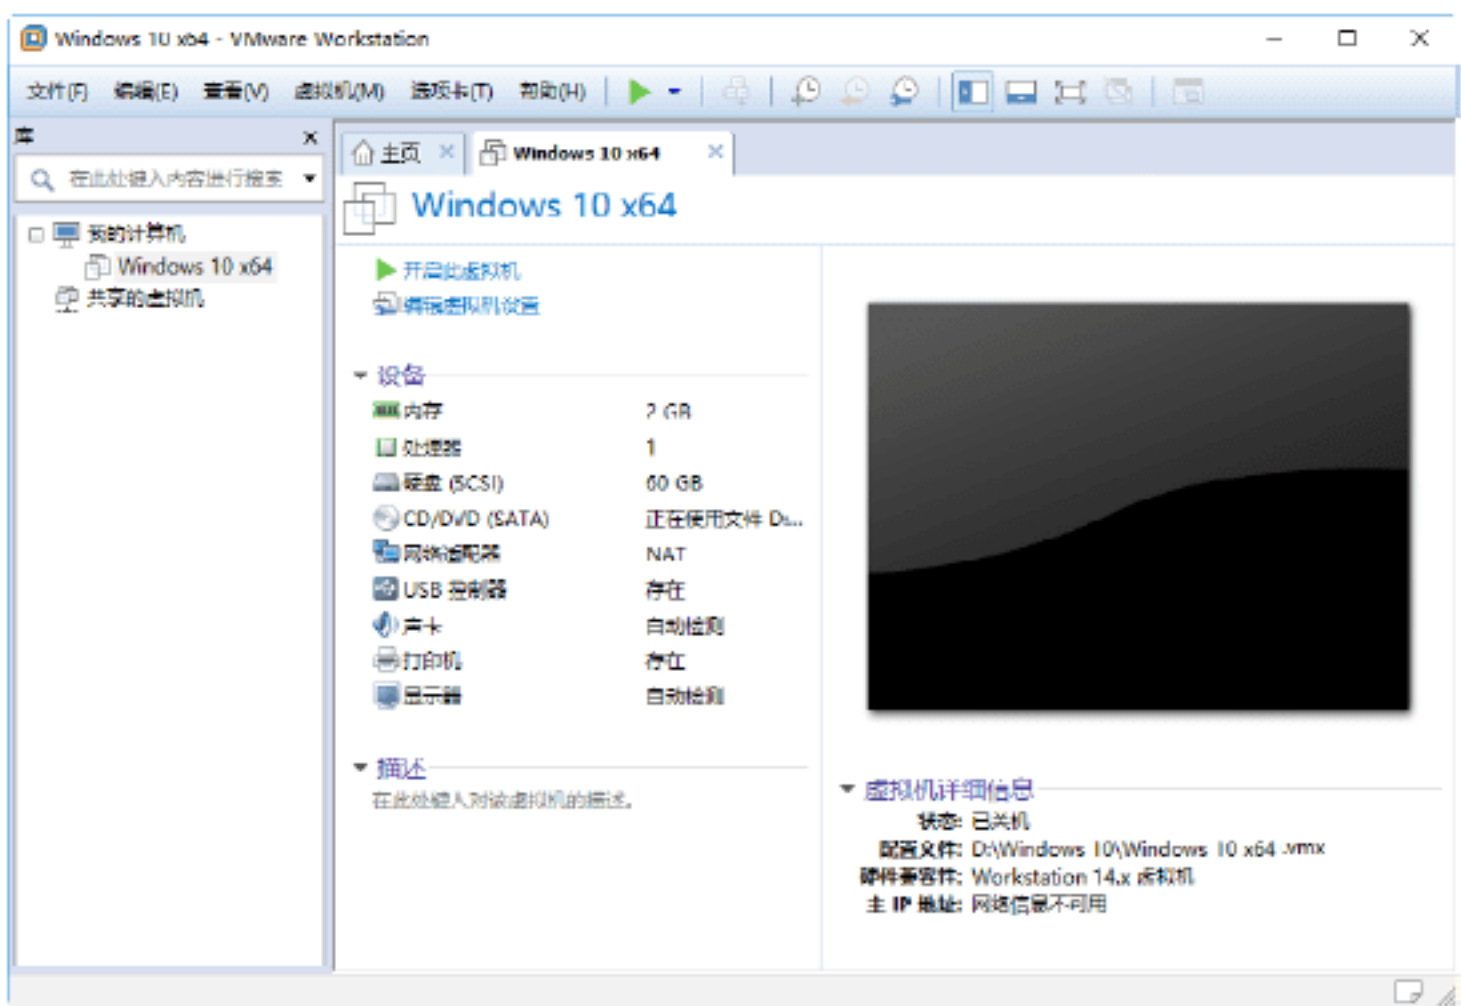 Windows 10 x64 - VMware Workstation
文件(F) 编辑(E) 查看(V) 虚拟机(M) 选项卡(T) 帮助(H)
库
在此处键入内容进行搜索
我的计算机
Windows 10 x64
共享的虚拟机
主页 Windows 10 x64
Windows 10 x64
开启此虚拟机
编辑虚拟机设置
设备
内存 2 GB
处理器 1
硬盘 (SCSI) 60 GB
CD/DVD (SATA) 正在使用文件 D:...
网络适配器 NAT
USB 控制器 存在
声卡 自动检测
打印机 存在
显示器 自动检测
描述
在此处键入对该虚拟机的描述。
虚拟机详细信息
状态: 已关机
配置文件: D:\Windows 10\Windows 10 x64 .vmx
硬件兼容性: Workstation 14.x 虚拟机
主 IP 地址: 网络信息不可用